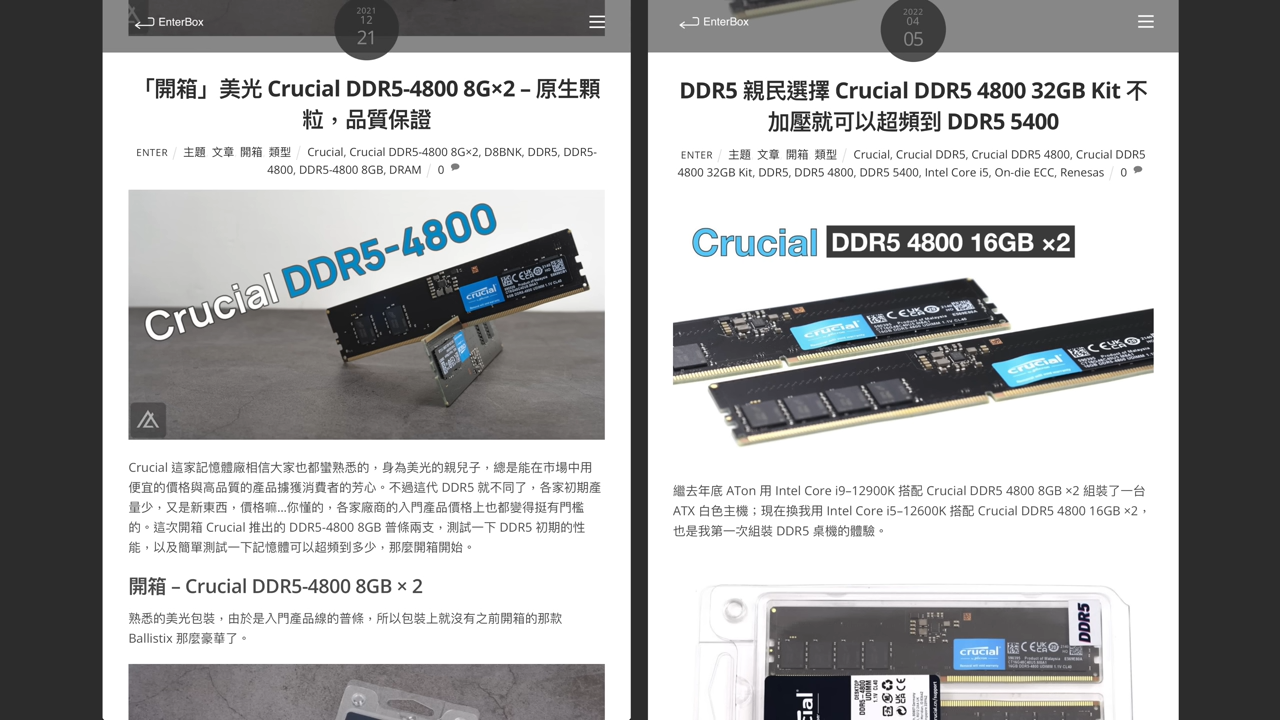 EnterBox
2021
12
21
「開箱」美光 Crucial DDR5-4800 8G×2 – 原生顆
粒，品質保證
ENTER / 主題 文章 開箱 類型 / Crucial, Crucial DDR5-4800 8G×2, D8BNK, DDR5, DDR5-
4800, DDR5-4800 8GB, DRAM / 0
Crucial DDR5-4800
crucial
Crucial 這家記憶體廠相信大家也都蠻熟悉的，身為美光的親兒子，總是能在市場中用
便宜的價格與高品質的產品擄獲消費者的芳心。不過這代 DDR5 就不同了，各家初期產
量少，又是新東西，價格嘛...你懂的，各家廠商的入門產品價格上也都變得挺有門檻
的。這次開箱 Crucial 推出的 DDR5-4800 8GB 普條兩支，測試一下 DDR5 初期的性
能，以及簡單測試一下記憶體可以超頻到多少，那麼開箱開始。
開箱 – Crucial DDR5-4800 8GB × 2
熟悉的美光包裝，由於是入門產品線的普條，所以包裝上就沒有之前開箱的那款
Ballistix 那麼豪華了。
EnterBox
2022
04
05
DDR5 親民選擇 Crucial DDR5 4800 32GB Kit 不
加壓就可以超頻到 DDR5 5400
ENTER / 主題 文章 開箱 類型 / Crucial, Crucial DDR5, Crucial DDR5 4800, Crucial DDR5
4800 32GB Kit, DDR5, DDR5 4800, DDR5 5400, Intel Core i5, On-die ECC, Renesas / 0
Crucial DDR5 4800 16GB ×2
crucial
crucial
繼去年底 ATon 用 Intel Core i9–12900K 搭配 Crucial DDR5 4800 8GB ×2 組裝了一台
ATX 白色主機；現在換我用 Intel Core i5–12600K 搭配 Crucial DDR5 4800 16GB ×2，
也是我第一次組裝 DDR5 桌機的體驗。
DDR5
crucial